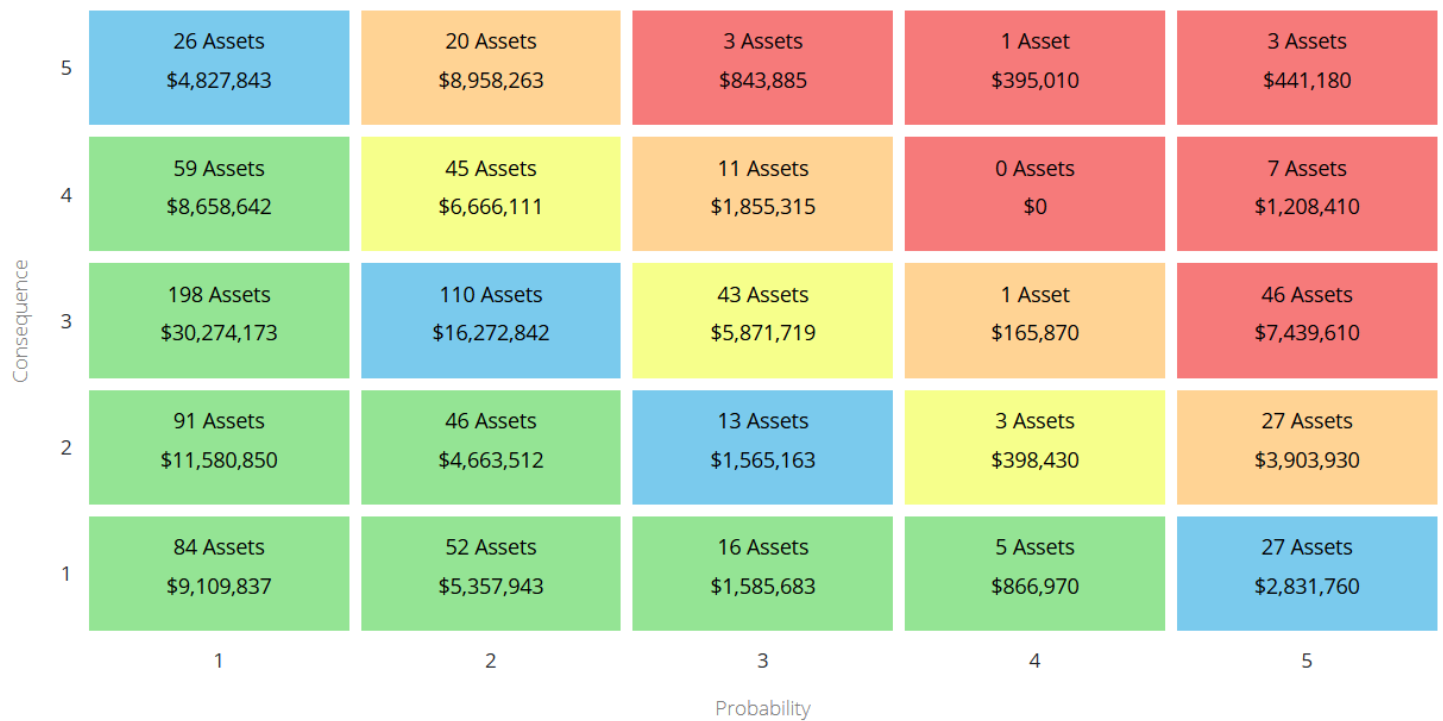 5
26 Assets
$4,827,843
20 Assets
$8,958,263
3 Assets
$843,885
1 Asset
$395,010
3 Assets
$441,180
4
59 Assets
$8,658,642
45 Assets
$6,666,111
11 Assets
$1,855,315
0 Assets
$0
7 Assets
$1,208,410
Consequence
3
198 Assets
$30,274,173
110 Assets
$16,272,842
43 Assets
$5,871,719
1 Asset
$165,870
46 Assets
$7,439,610
2
91 Assets
$11,580,850
46 Assets
$4,663,512
13 Assets
$1,565,163
3 Assets
$398,430
27 Assets
$3,903,930
1
84 Assets
$9,109,837
52 Assets
$5,357,943
16 Assets
$1,585,683
5 Assets
$866,970
27 Assets
$2,831,760
1
2
3
4
5
Probability